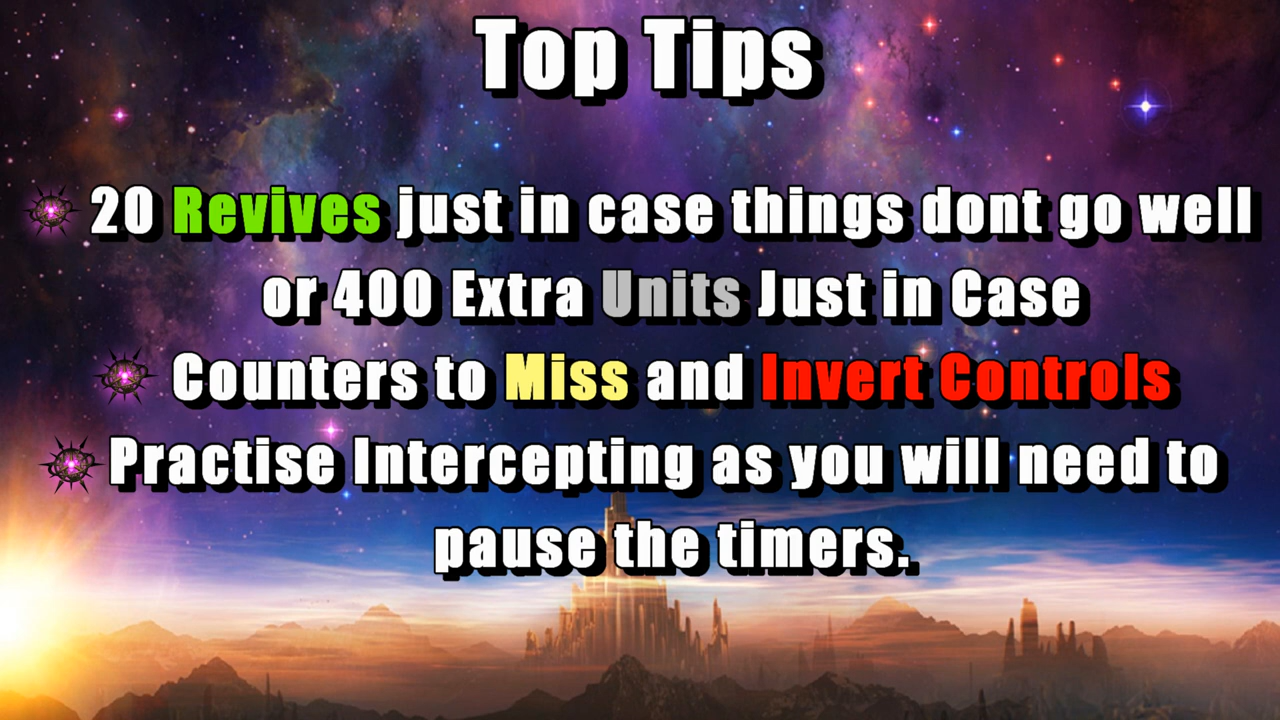 Top Tips
20 Revives just in case things dont go well
or 400 Extra Units Just in Case
Counters to Miss and Invert Controls
Practise Intercepting as you will need to
pause the timers.